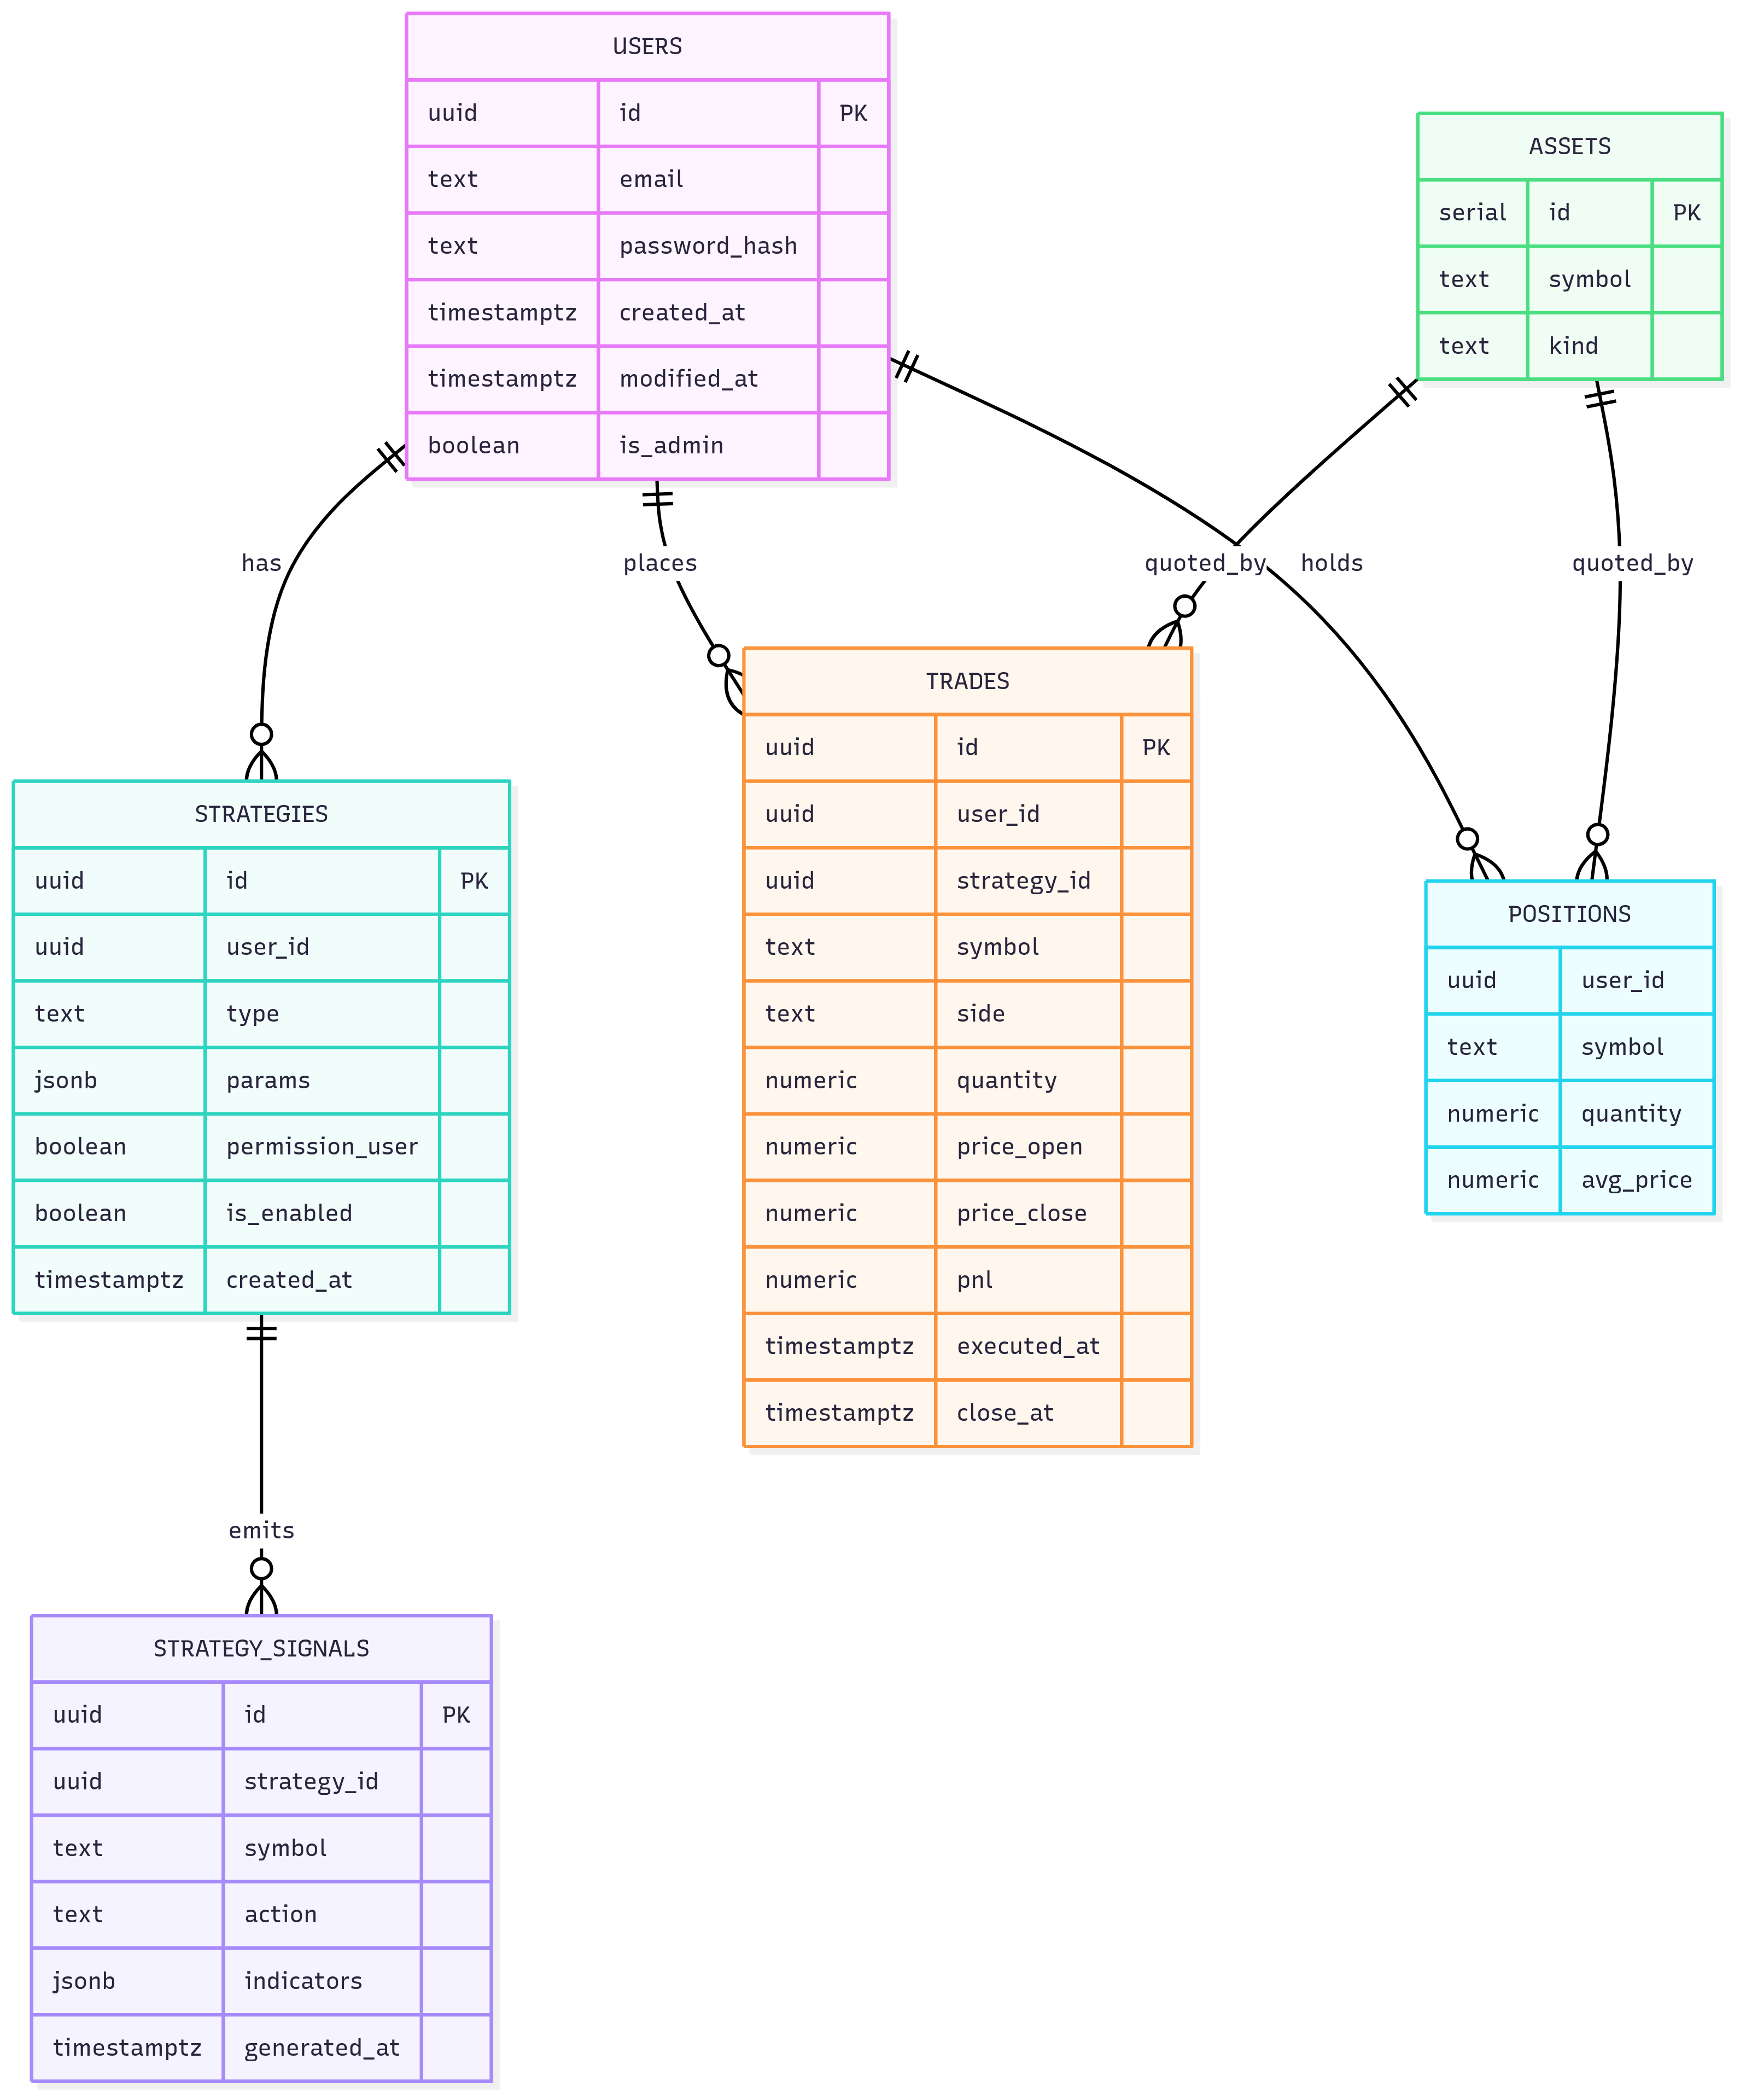 USERS
uuid id PK
text email
text password_hash
timestamptz created_at
timestamptz modified_at
boolean is_admin
ASSETS
serial id PK
text symbol
text kind
has
places
quoted_by
holds
quoted_by
TRADES
uuid id PK
uuid user_id
uuid strategy_id
text symbol
text side
numeric quantity
numeric price_open
numeric price_close
numeric pnl
timestamptz executed_at
timestamptz close_at
STRATEGIES
uuid id PK
uuid user_id
text type
jsonb params
boolean permission_user
boolean is_enabled
timestamptz created_at
POSITIONS
uuid user_id
text symbol
numeric quantity
numeric avg_price
emits
STRATEGY_SIGNALS
uuid id PK
uuid strategy_id
text symbol
text action
jsonb indicators
timestamptz generated_at